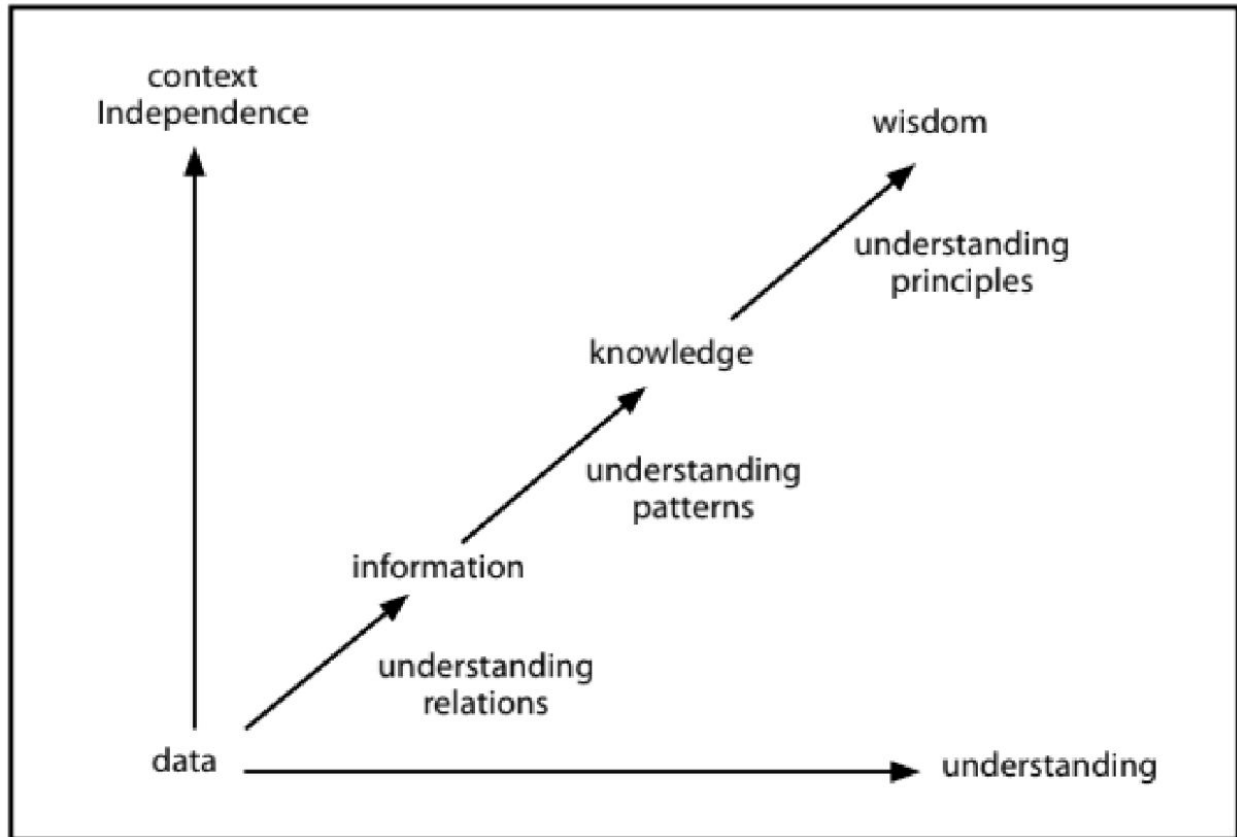 context
Independence
wisdom
understanding
principles
knowledge
understanding
patterns
information
understanding
relations
data
understanding